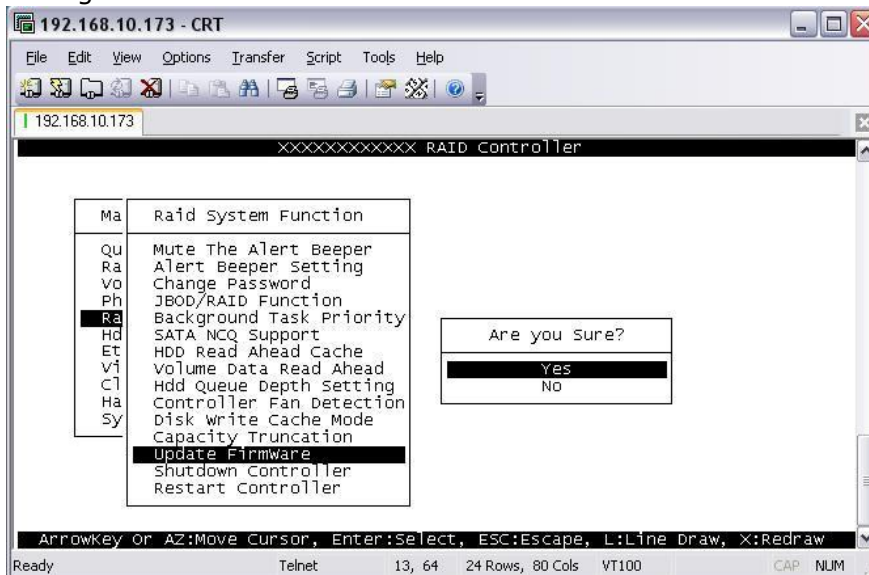 192.168.10.173 - CRT
File Edit View Options Transfer Script Tools Help
192.168.10.173
XXXXXXXXXXXX RAID Controller
Ma
Raid System Function
Qu
Mute The Alert Beeper
Ra
Alert Beeper Setting
Vo
Change Password
Ph
JBOD/RAID Function
Ra
Background Task Priority
Hd
SATA NCQ Support
Et
HDD Read Ahead Cache
Vi
Volume Data Read Ahead
Cl
Hdd Queue Depth Setting
Ha
Controller Fan Detection
Sy
Disk Write Cache Mode
Capacity Truncation
Update FirmWare
Shutdown Controller
Restart Controller
Are you Sure?
Yes
No
ArrowKey Or AZ:Move Cursor, Enter:Select, ESC:Escape, L:Line Draw, X:Redraw
Ready Telnet 13, 64 24 Rows, 80 Cols VT100 CAP NUM